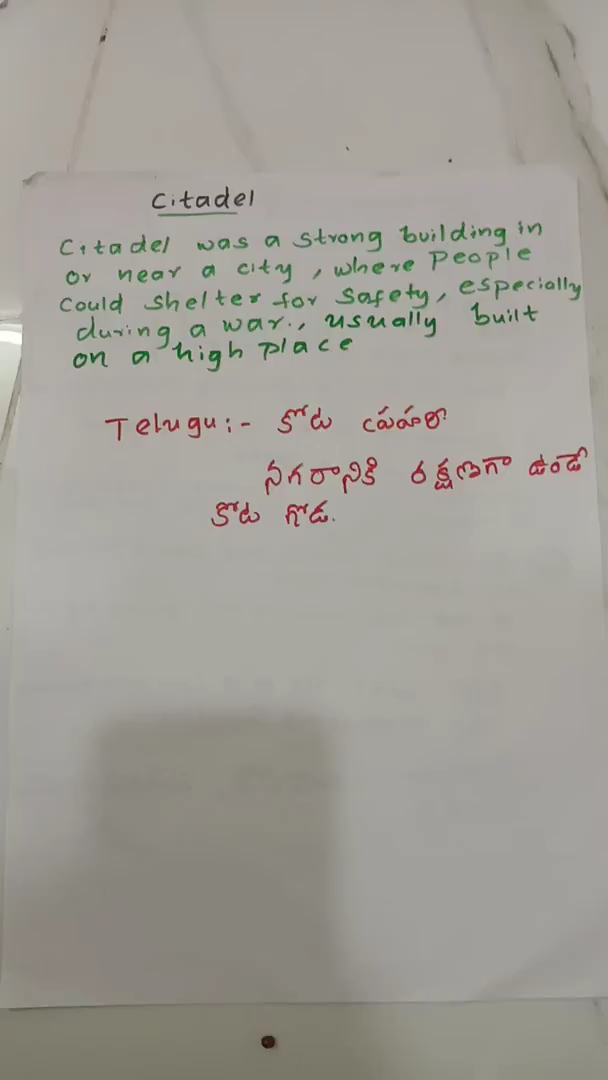 Citadel
Citadel was a strong building in
or near a city, where people
could shelter for safety, especially
during a war., usually built
on a high place
Telugu:- కోట
నగరానికి రక్షణగా ఉండే
కోట గోడ.